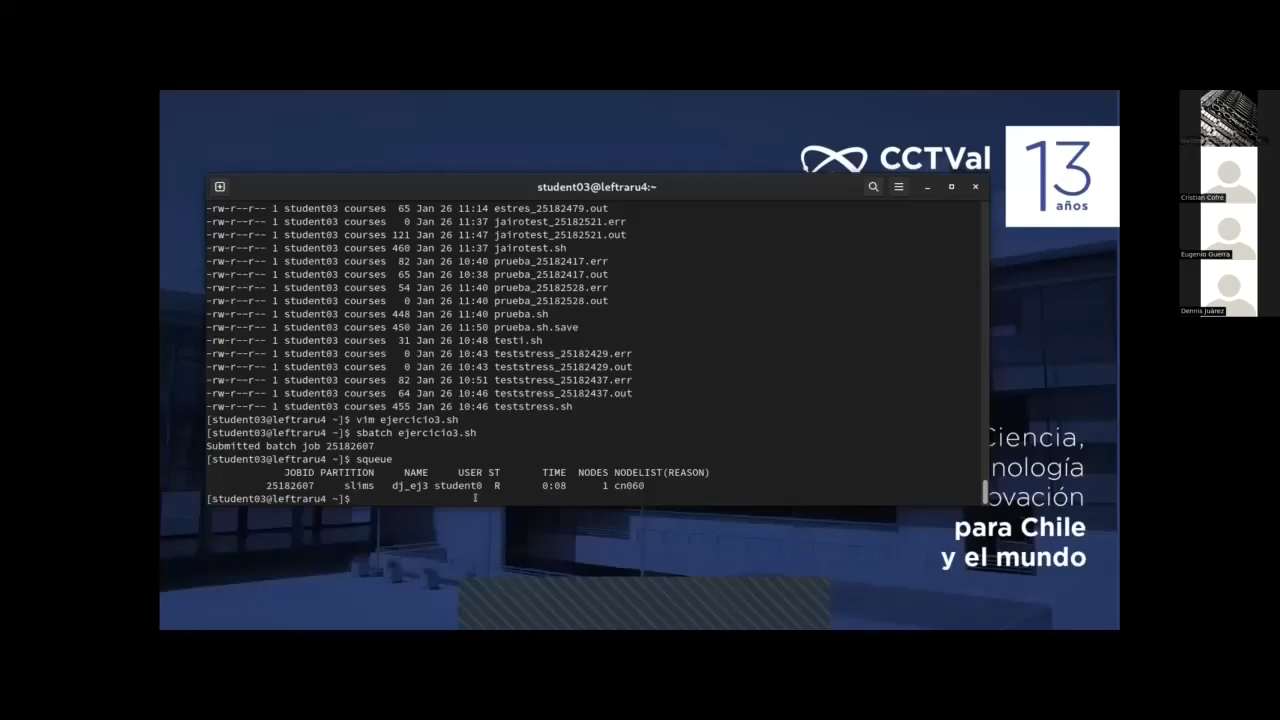 CCTVal
13
años
student03@leftraru4:~
-rw-r--r-- 1 student03 courses  65 Jan 26 11:14 estres_25182479.out
-rw-r--r-- 1 student03 courses   0 Jan 26 11:37 jairotest_25182521.err
-rw-r--r-- 1 student03 courses 121 Jan 26 11:47 jairotest_25182521.out
-rw-r--r-- 1 student03 courses 460 Jan 26 11:37 jairotest.sh
-rw-r--r-- 1 student03 courses  82 Jan 26 10:40 prueba_25182417.err
-rw-r--r-- 1 student03 courses  65 Jan 26 10:38 prueba_25182417.out
-rw-r--r-- 1 student03 courses  54 Jan 26 11:40 prueba_25182528.err
-rw-r--r-- 1 student03 courses   0 Jan 26 11:40 prueba_25182528.out
-rw-r--r-- 1 student03 courses 448 Jan 26 11:40 prueba.sh
-rw-r--r-- 1 student03 courses 450 Jan 26 11:50 prueba.sh.save
-rw-r--r-- 1 student03 courses  31 Jan 26 10:48 testi.sh
-rw-r--r-- 1 student03 courses   0 Jan 26 10:43 teststress_25182429.err
-rw-r--r-- 1 student03 courses   0 Jan 26 10:43 teststress_25182429.out
-rw-r--r-- 1 student03 courses  82 Jan 26 10:51 teststress_25182437.err
-rw-r--r-- 1 student03 courses  64 Jan 26 10:46 teststress_25182437.out
-rw-r--r-- 1 student03 courses 455 Jan 26 10:46 teststress.sh
[student03@leftraru4 ~]$ vim ejercicio3.sh
[student03@leftraru4 ~]$ sbatch ejercicio3.sh
Submitted batch job 25182607
[student03@leftraru4 ~]$ squeue
JOBID PARTITION NAME USER ST TIME NODES NODELIST(REASON)
25182607 slims dj_ej3 student0 R 0:08 1 cn060
[student03@leftraru4 ~]$
Ciencia,
nología
ovación
para Chile
y el mundo
Cristian Cofré
Eugenio Guerra
Dennis Juárez